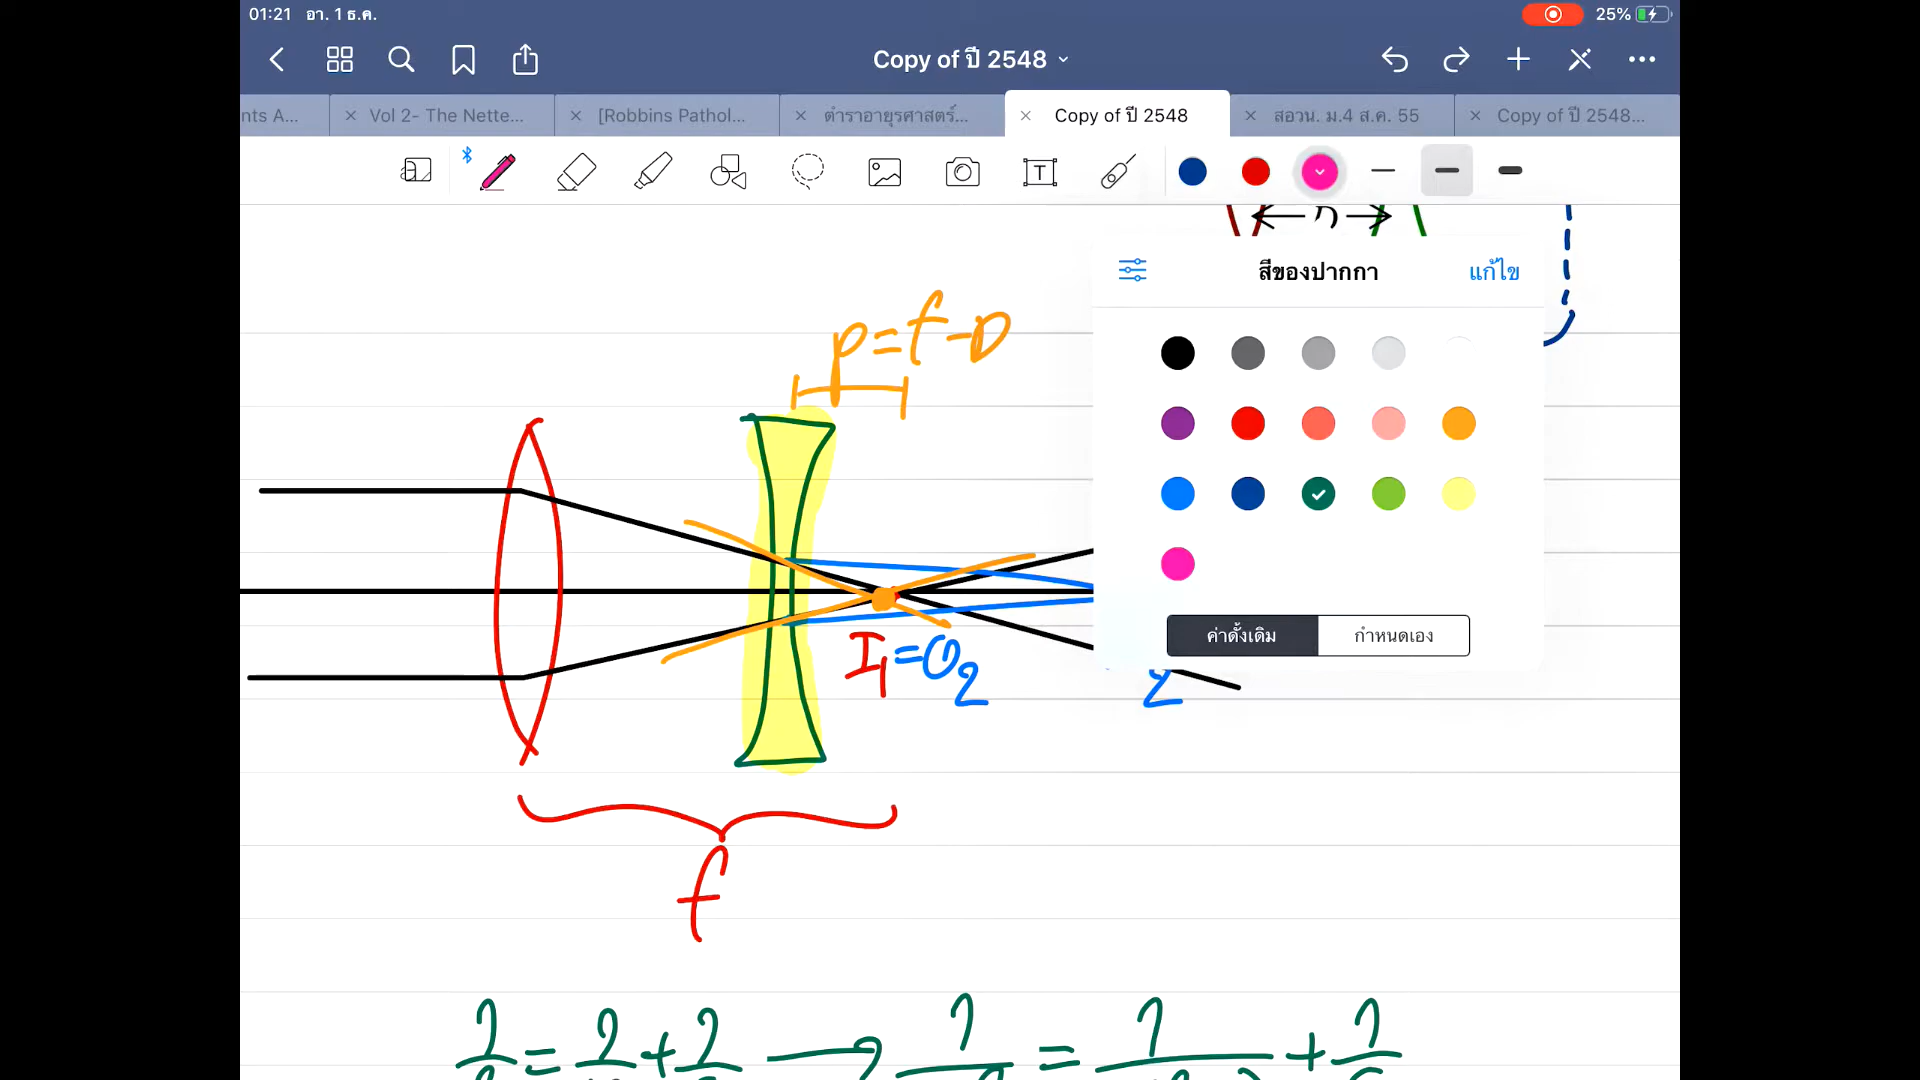 01:21 อา. 1 ธ.ค. 25%
Copy of ปี 2548
nts A... Vol 2- The Nette... [Robbins Pathol... ตำราอายุรศาสตร์... Copy of ปี 2548 สอวน. ม.4 ส.ค. 55 Copy of ปี 2548...
T
D
สีของปากกา แก้ไข
p=f-D
ค่าดั้งเดิม กำหนดเอง
I1=O2
2
f